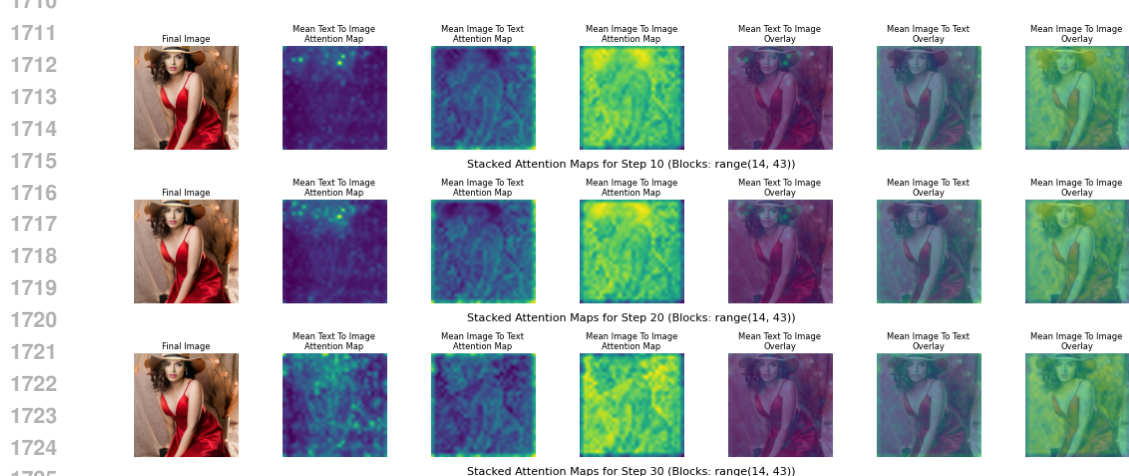 1710
1711
Final Image
Mean Text To Image
Attention Map
Mean Image To Text
Attention Map
Mean Image To Image
Attention Map
Mean Text To Image
Overlay
Mean Image To Text
Overlay
Mean Image To Image
Overlay
1712
1713
1714
1715
Stacked Attention Maps for Step 10 (Blocks: range(14, 43))
1716
Final Image
Mean Text To Image
Attention Map
Mean Image To Text
Attention Map
Mean Image To Image
Attention Map
Mean Text To Image
Overlay
Mean Image To Text
Overlay
Mean Image To Image
Overlay
1717
1718
1719
1720
Stacked Attention Maps for Step 20 (Blocks: range(14, 43))
1721
Final Image
Mean Text To Image
Attention Map
Mean Image To Text
Attention Map
Mean Image To Image
Attention Map
Mean Text To Image
Overlay
Mean Image To Text
Overlay
Mean Image To Image
Overlay
1722
1723
1724
1725
Stacked Attention Maps for Step 30 (Blocks: range(14, 43))